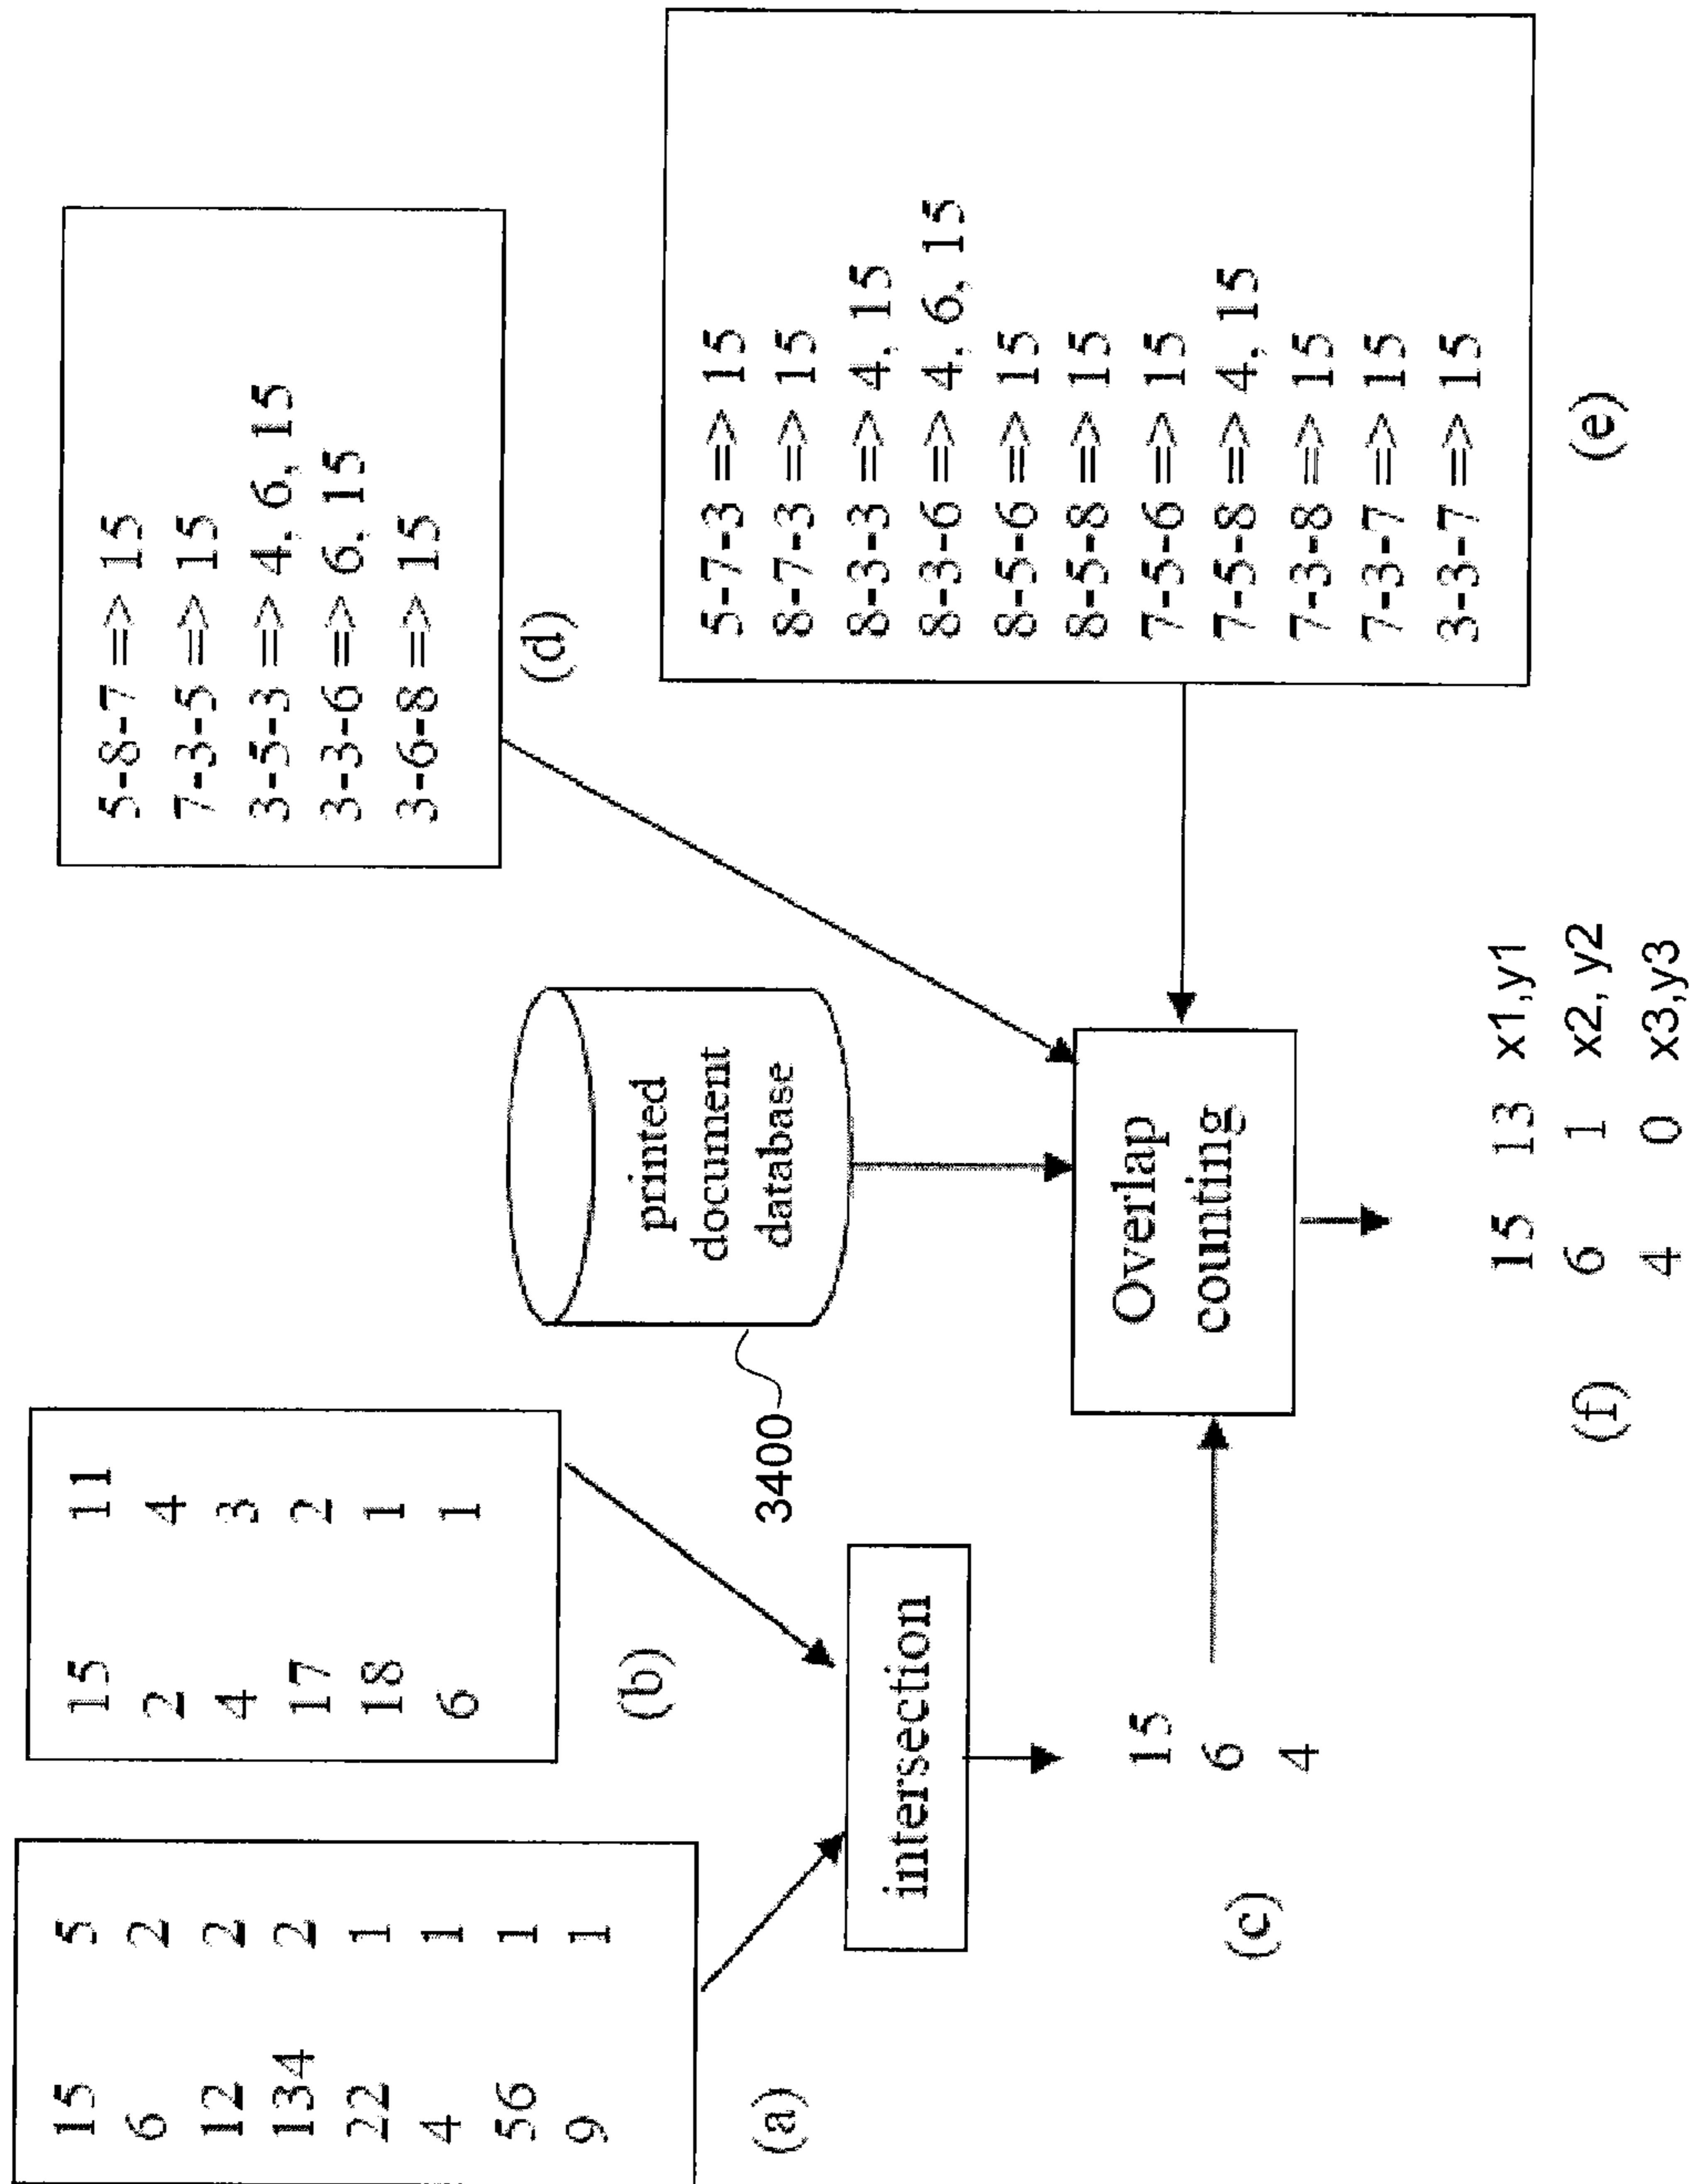 15 5
6 2
12 2
134 2
22 1
4 1
56 1
9 1
(a)
15 11
2 4
4 3
17 2
18 1
6 1
(b)
intersection
15
6
4
(c)
3400
printed
document
database
5-8-7 => 15
7-3-5 => 15
3-5-3 => 4, 6, 15
3-3-6 => 6, 15
3-6-8 => 15
(d)
5-7-3 => 15
8-7-3 => 15
8-3-3 => 4, 15
8-3-6 => 4, 6, 15
8-5-6 => 15
8-5-8 => 15
7-5-6 => 15
7-5-8 => 4, 15
7-3-8 => 15
7-3-7 => 15
3-3-7 => 15
(e)
Overlap
counting
15 13 x1,y1
6 1 x2, y2
4 0 x3,y3
(f)